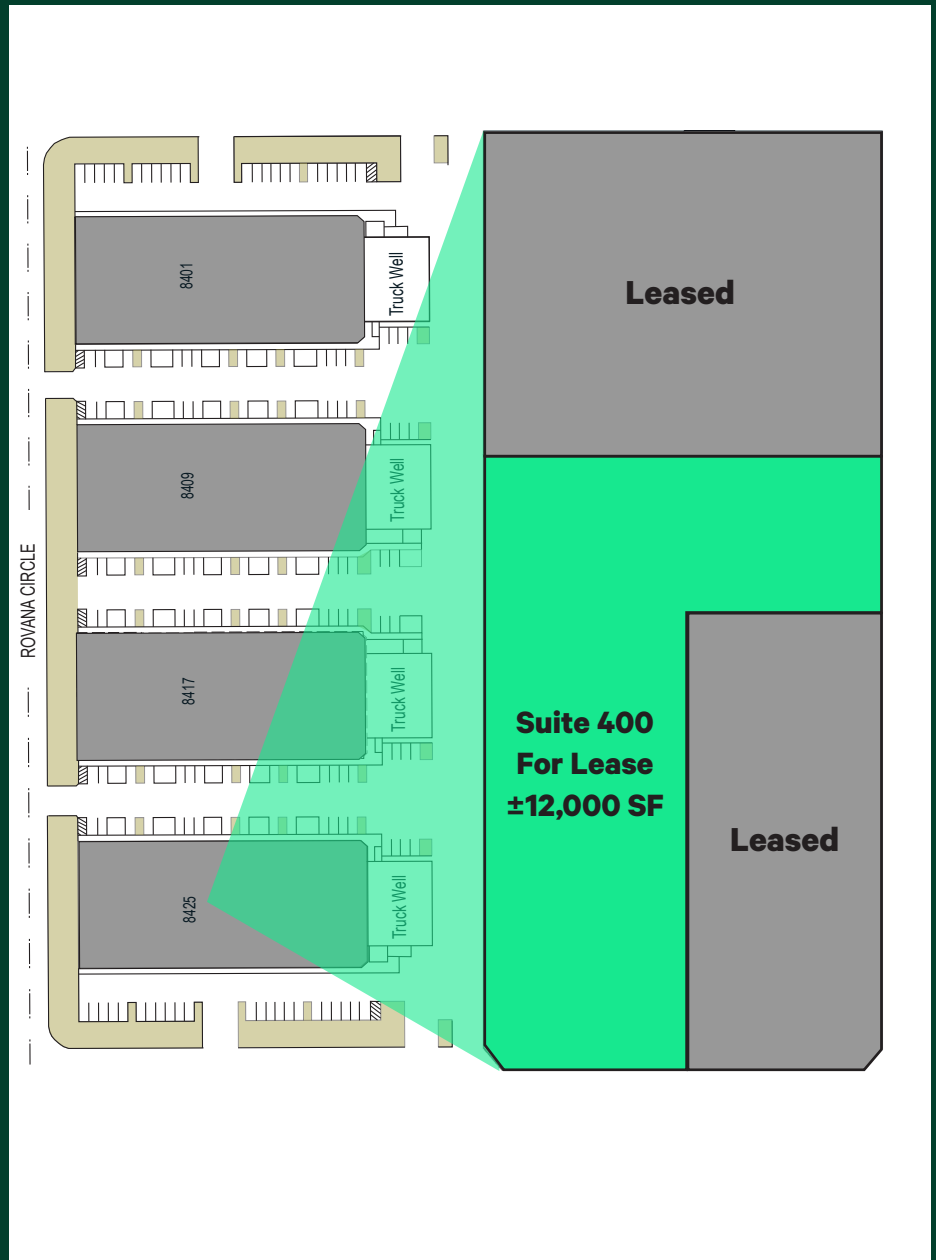 ROVANA CIRCLE
8401
Truck Well
8409
Truck Well
8417
Truck Well
8425
Truck Well
Leased
Suite 400
For Lease
±12,000 SF
Leased